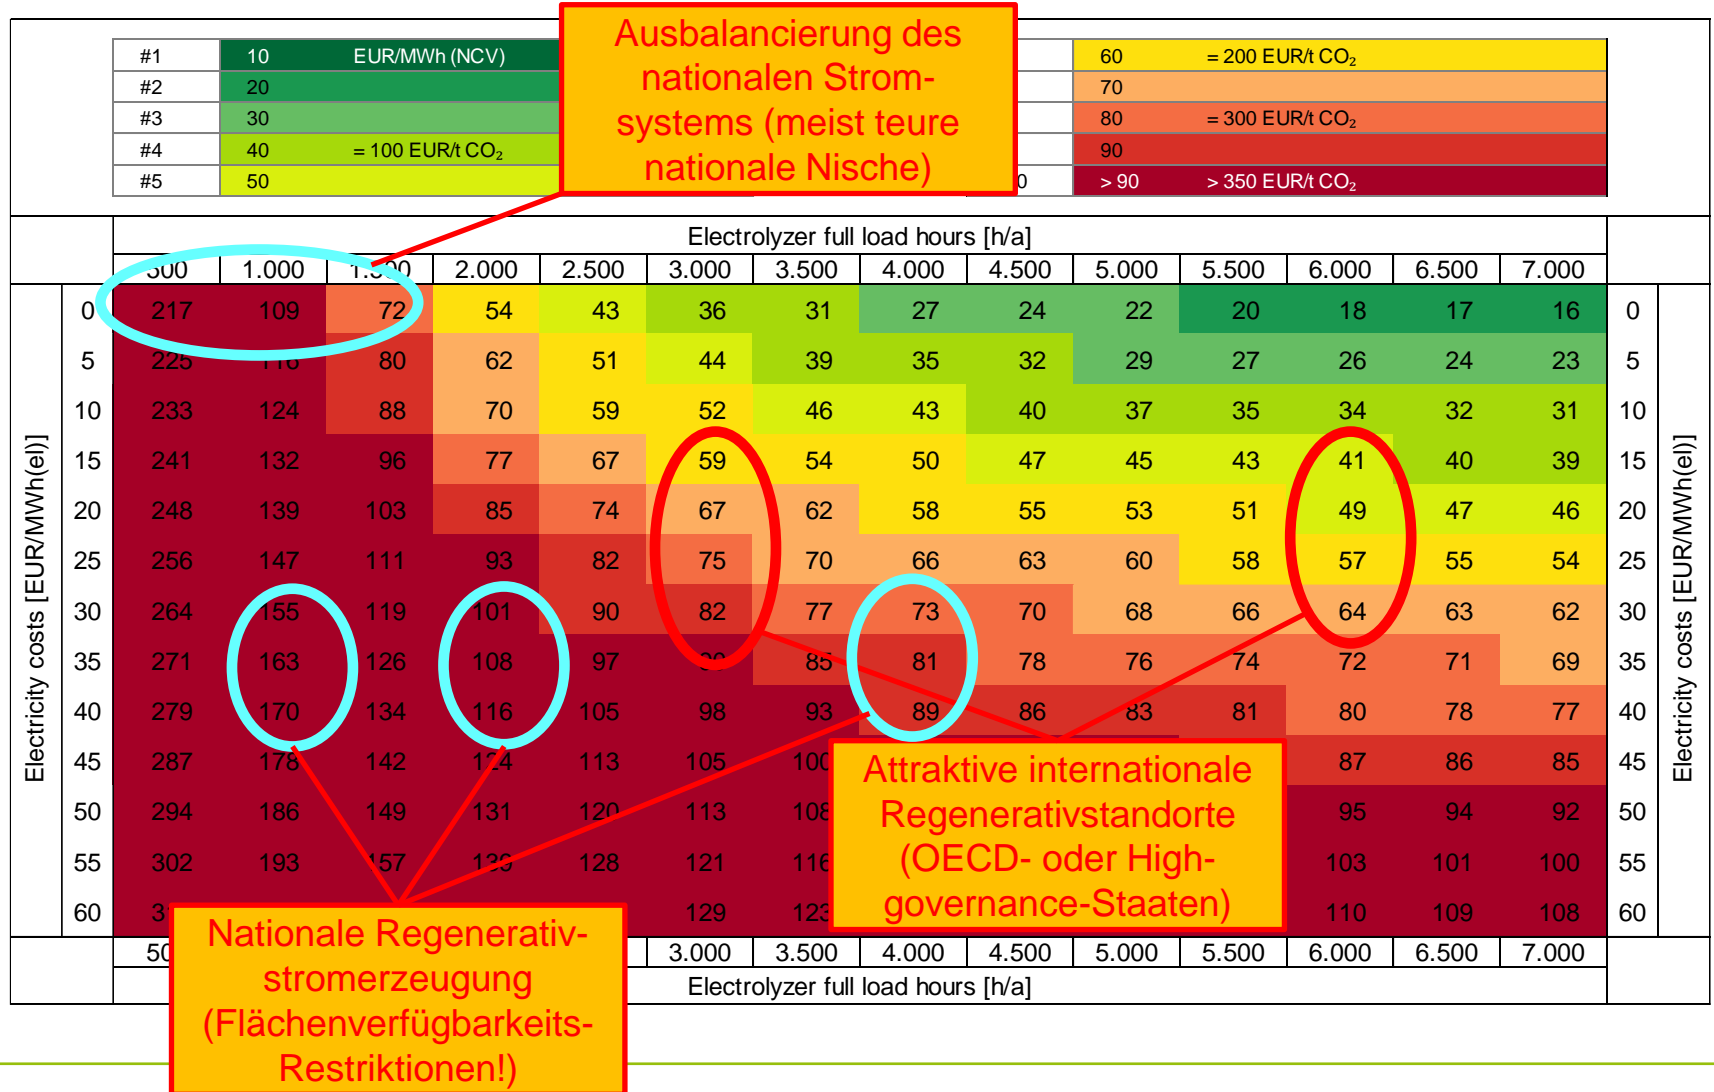 Ausbalancierung des
nationalen Strom-
systems (meist teure
nationale Nische)
#1 10 EUR/MWh (NCV) 60 = 200 EUR/t CO₂
#2 20 70
#3 30 80 = 300 EUR/t CO₂
#4 40 = 100 EUR/t CO₂ 90
#5 50 0 > 90 > 350 EUR/t CO₂
Electrolyzer full load hours [h/a]
500 1.000 1.500 2.000 2.500 3.000 3.500 4.000 4.500 5.000 5.500 6.000 6.500 7.000
Electricity costs [EUR/MWh(el)]
0 217 109 72 54 43 36 31 27 24 22 20 18 17 16 0
5 225 116 80 62 51 44 39 35 32 29 27 26 24 23 5
10 233 124 88 70 59 52 46 43 40 37 35 34 32 31 10
15 241 132 96 77 67 59 54 50 47 45 43 41 40 39 15
20 248 139 103 85 74 67 62 58 55 53 51 49 47 46 20
25 256 147 111 93 82 75 70 66 63 60 58 57 55 54 25
30 264 155 119 101 90 82 77 73 70 68 66 64 63 62 30
35 271 163 126 108 97 90 85 81 78 76 74 72 71 69 35
40 279 170 134 116 105 98 93 89 86 83 81 80 78 77 40
45 287 178 142 124 113 105 100 87 86 85 45
50 294 186 149 131 120 113 108 95 94 92 50
55 302 193 157 139 128 121 116 103 101 100 55
60 129 123 110 109 108 60
Electricity costs [EUR/MWh(el)]
Attraktive internationale
Regenerativstandorte
(OECD- oder High-
governance-Staaten)
3.000 3.500 4.000 4.500 5.000 5.500 6.000 6.500 7.000
Electrolyzer full load hours [h/a]
Nationale Regenerativ-
stromerzeugung
(Flächenverfügbarkeits-
Restriktionen!)